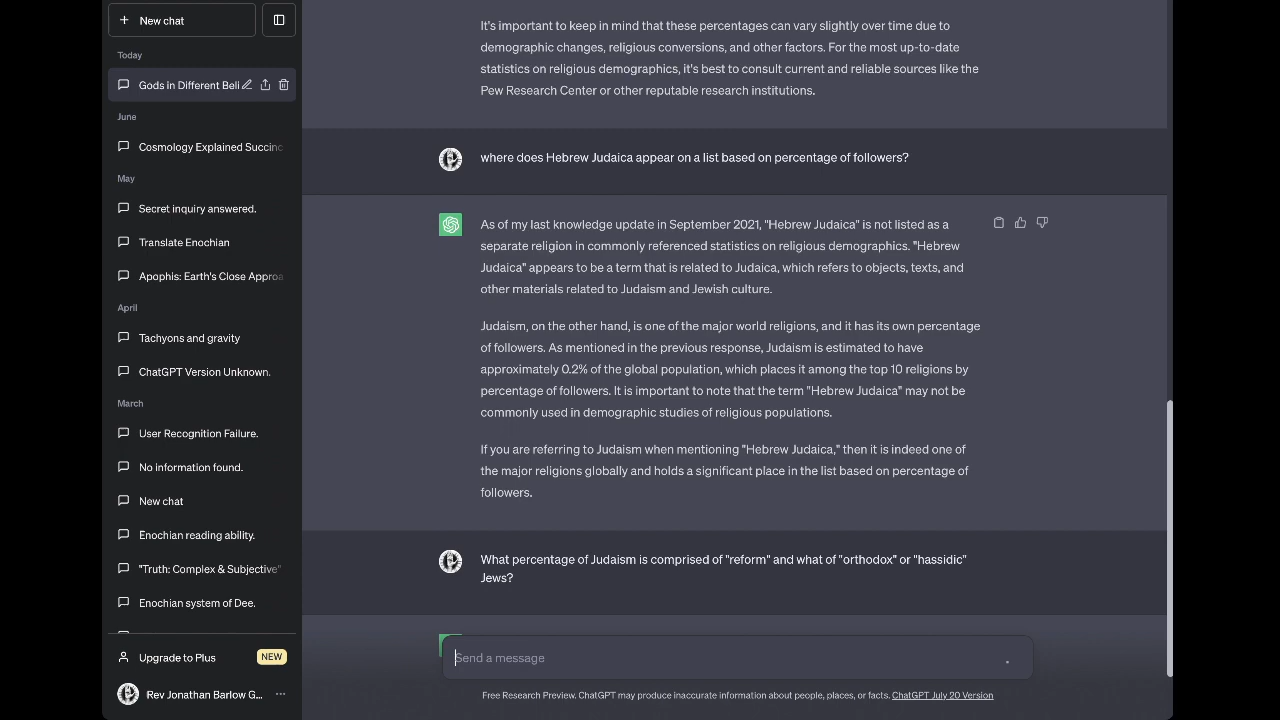 New chat
Today
Gods in Different Beli
June
Cosmology Explained Succinc
May
Secret inquiry answered.
Translate Enochian
Apophis: Earth's Close Approa
April
Tachyons and gravity
ChatGPT Version Unknown.
March
User Recognition Failure.
No information found.
New chat
Enochian reading ability.
"Truth: Complex & Subjective"
Enochian system of Dee.
Upgrade to Plus NEW
Rev Jonathan Barlow G...
It's important to keep in mind that these percentages can vary slightly over time due to
demographic changes, religious conversions, and other factors. For the most up-to-date
statistics on religious demographics, it's best to consult current and reliable sources like the
Pew Research Center or other reputable research institutions.
where does Hebrew Judaica appear on a list based on percentage of followers?
As of my last knowledge update in September 2021, "Hebrew Judaica" is not listed as a
separate religion in commonly referenced statistics on religious demographics. "Hebrew
Judaica" appears to be a term that is related to Judaica, which refers to objects, texts, and
other materials related to Judaism and Jewish culture.
Judaism, on the other hand, is one of the major world religions, and it has its own percentage
of followers. As mentioned in the previous response, Judaism is estimated to have
approximately 0.2% of the global population, which places it among the top 10 religions by
percentage of followers. It is important to note that the term "Hebrew Judaica" may not be
commonly used in demographic studies of religious populations.
If you are referring to Judaism when mentioning "Hebrew Judaica," then it is indeed one of
the major religions globally and holds a significant place in the list based on percentage of
followers.
What percentage of Judaism is comprised of "reform" and what of "orthodox" or "hassidic"
Jews?
Send a message
Free Research Preview. ChatGPT may produce inaccurate information about people, places, or facts. ChatGPT July 20 Version